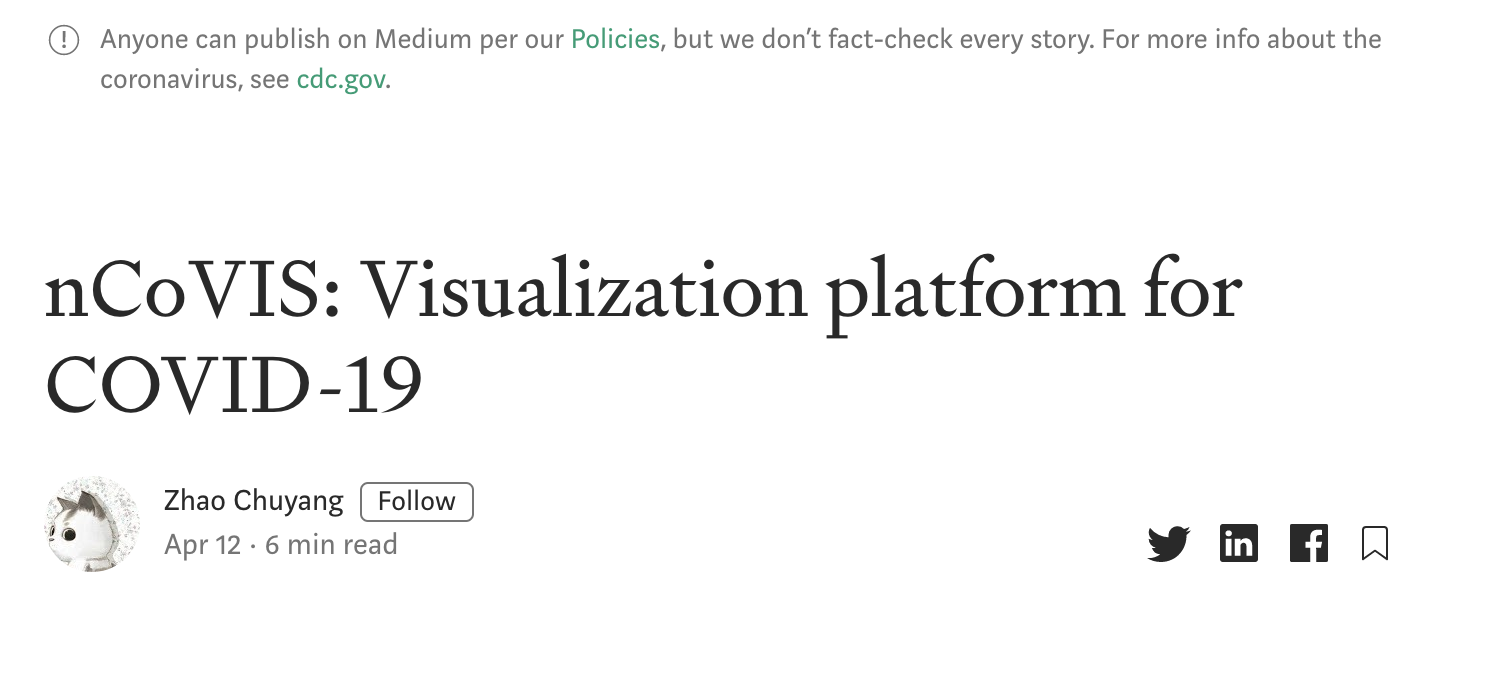 Anyone can publish on Medium per our Policies, but we don’t fact-check every story. For more info about the
coronavirus, see cdc.gov.
nCoVIS: Visualization platform for
COVID-19
Zhao Chuyang Follow
Apr 12 · 6 min read